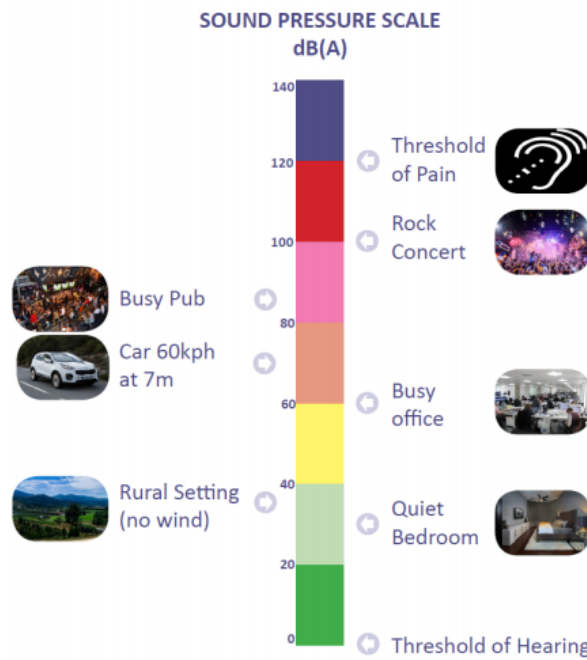 SOUND PRESSURE SCALE
dB(A)
140
120
Threshold
of Pain
100
Rock
Concert
Busy Pub
80
Car 60kph
at 7m
60
Busy
office
40
Rural Setting
(no wind)
Quiet
Bedroom
20
0
Threshold of Hearing